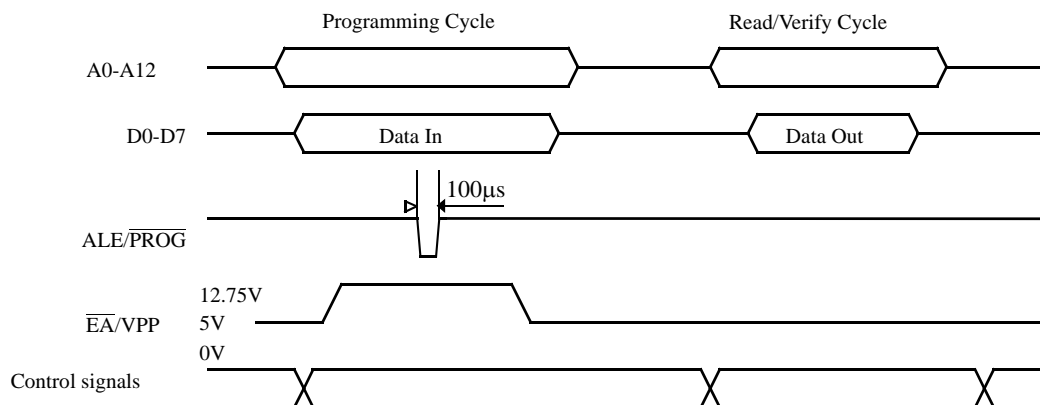 Programming Cycle
Read/Verify Cycle
A0-A12
D0-D7
Data In
Data Out
100μs
ALE/PROG
12.75V
EA/VPP
5V
0V
Control signals